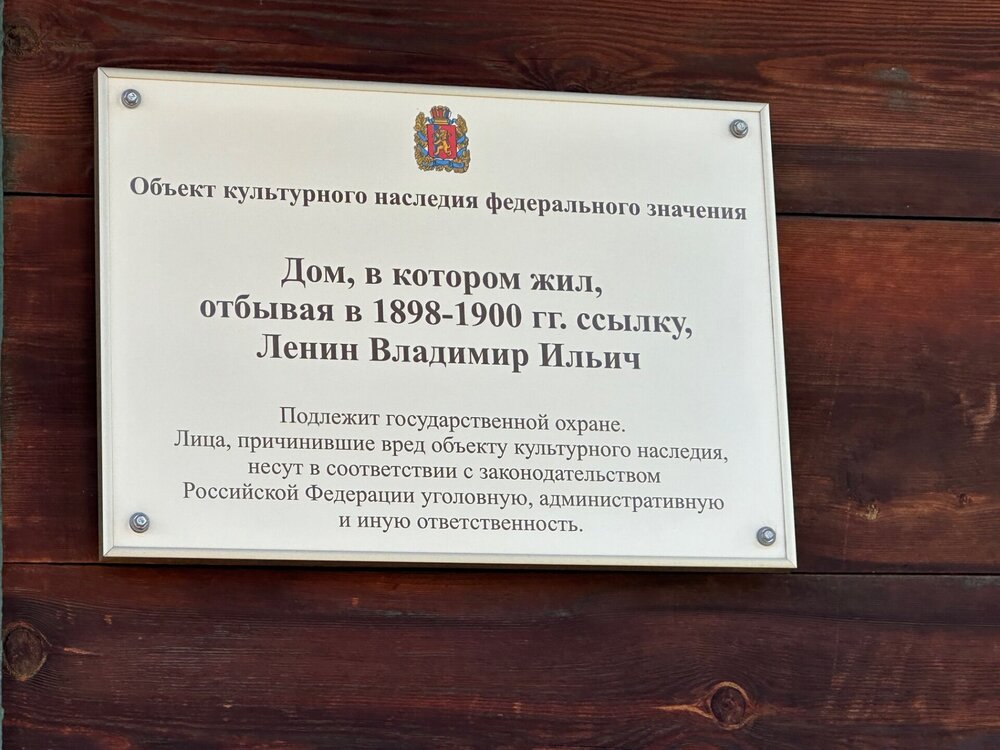 Объект культурного наследия федерального значения
Дом, в котором жил,
отбывая в 1898-1900 гг. ссылку,
Ленин Владимир Ильич
Подлежит государственной охране.
Лица, причинившие вред объекту культурного наследия,
несут в соответствии с законодательством
Российской Федерации уголовную, административную
и иную ответственность.